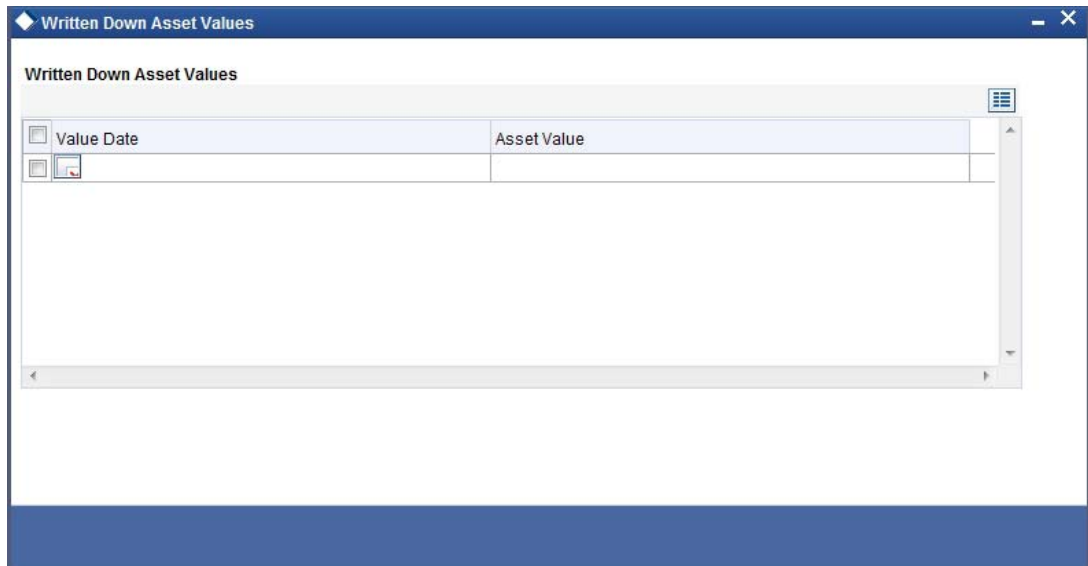 Written Down Asset Values
Written Down Asset Values
Value Date Asset Value